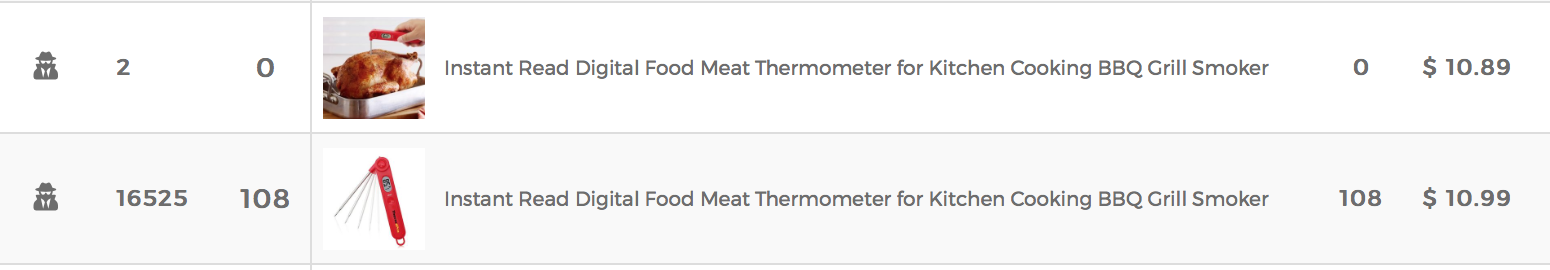 2 0 Instant Read Digital Food Meat Thermometer for Kitchen Cooking BBQ Grill Smoker 0 $ 10.89
16525 108 Instant Read Digital Food Meat Thermometer for Kitchen Cooking BBQ Grill Smoker 108 $ 10.99